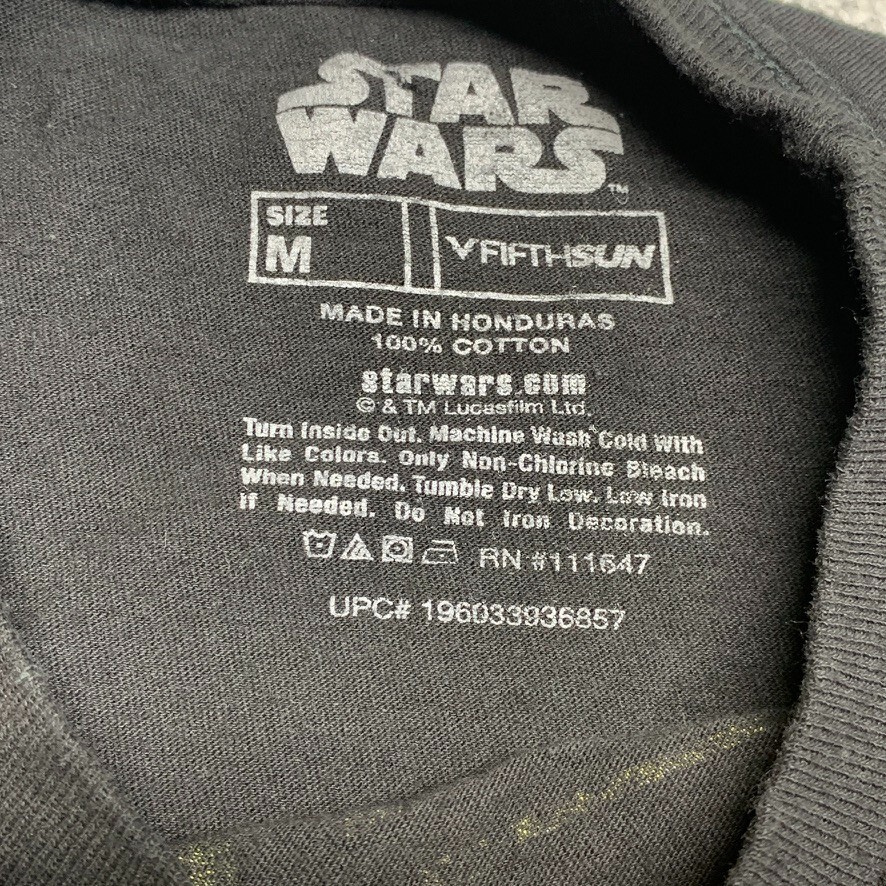 STAR
WARS™
SIZE
M
FIFTHSUN
MADE IN HONDURAS
100% COTTON
starwars.com
© & TM Lucasfilm Ltd.
Turn Inside Out. Machine Wash Cold With
Like Colors. Only Non-Chlorine Bleach
When Needed. Tumble Dry Low. Low Iron
If Needed. Do Not Iron Decoration.
RN #111647
UPC# 196033936857